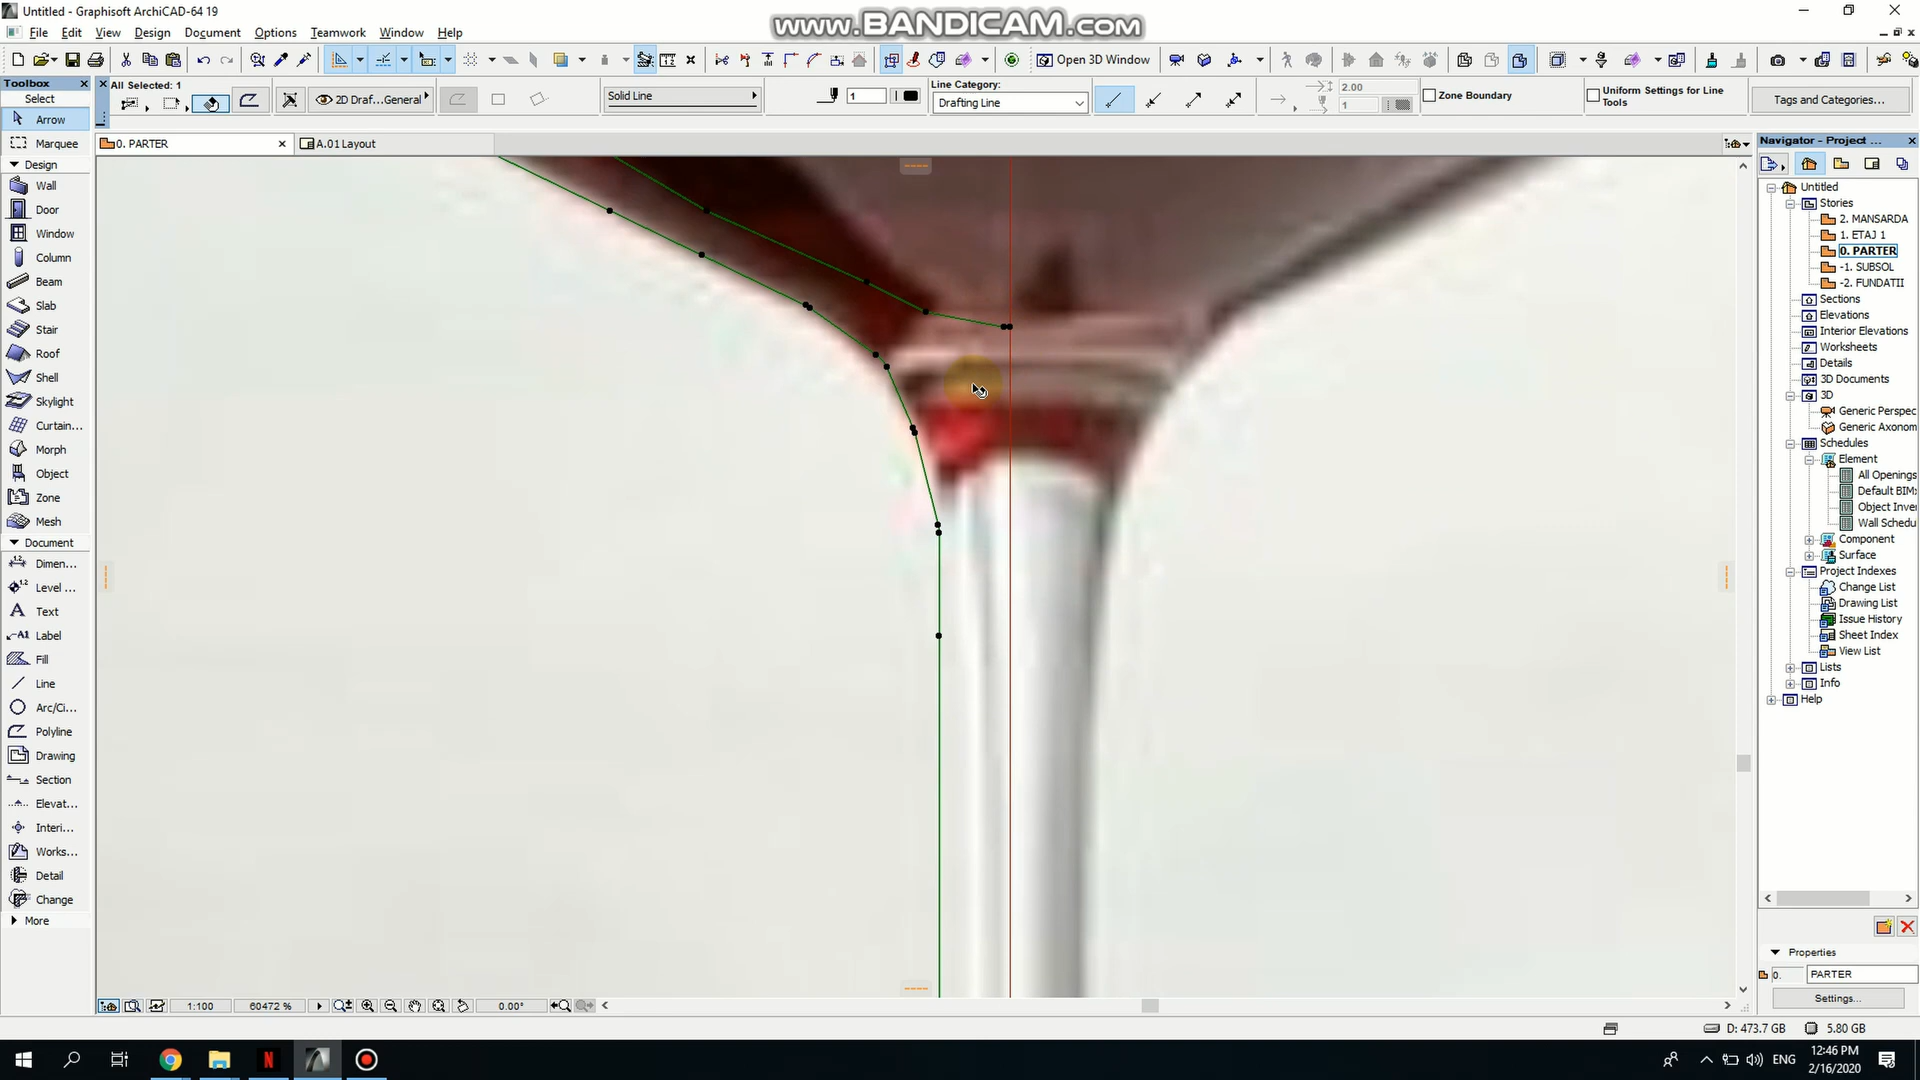 Untitled - Graphisoft ArchiCAD-64 19
www.BANDICAM.com
File Edit View Design Document Options Teamwork Window Help
Open 3D Window
Toolbox
Select
Arrow
Marquee
Design
Wall
Door
Window
Column
Beam
Slab
Stair
Roof
Shell
Skylight
Curtain...
Morph
Object
Zone
Mesh
Document
Dimen...
Level ...
Text
Label
Fill
Line
Arc/Ci...
Polyline
Drawing
Section
Elevat...
Interi...
Works...
Detail
Change
More
All Selected: 1
2D Draf...General
Solid Line
1
Line Category:
Drafting Line
2.00
1
Zone Boundary
Uniform Settings for Line Tools
Tags and Categories...
0. PARTER
A.01 Layout
Navigator - Project ...
Untitled
Stories
2. MANSARDA
1. ETAJ 1
0. PARTER
-1. SUBSOL
-2. FUNDATII
Sections
Elevations
Interior Elevations
Worksheets
Details
3D Documents
3D
Generic Perspec
Generic Axonom
Schedules
Element
All Openings
Default BIM
Object Inve
Wall Schedu
Component
Surface
Project Indexes
Change List
Drawing List
Issue History
Sheet Index
View List
Lists
Info
Help
Properties
0. PARTER
Settings...
1:100
60472 %
0.00°
D: 473.7 GB
5.80 GB
ENG
12:46 PM
2/16/2020